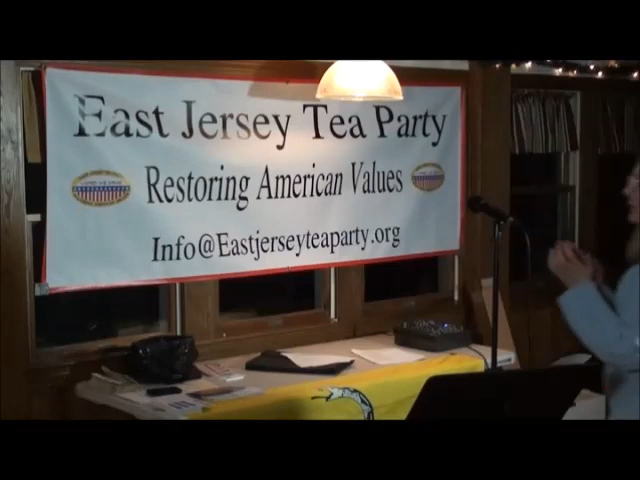 East Jersey Tea Party
Restoring American Values
Info@Eastjerseyteaparty.org